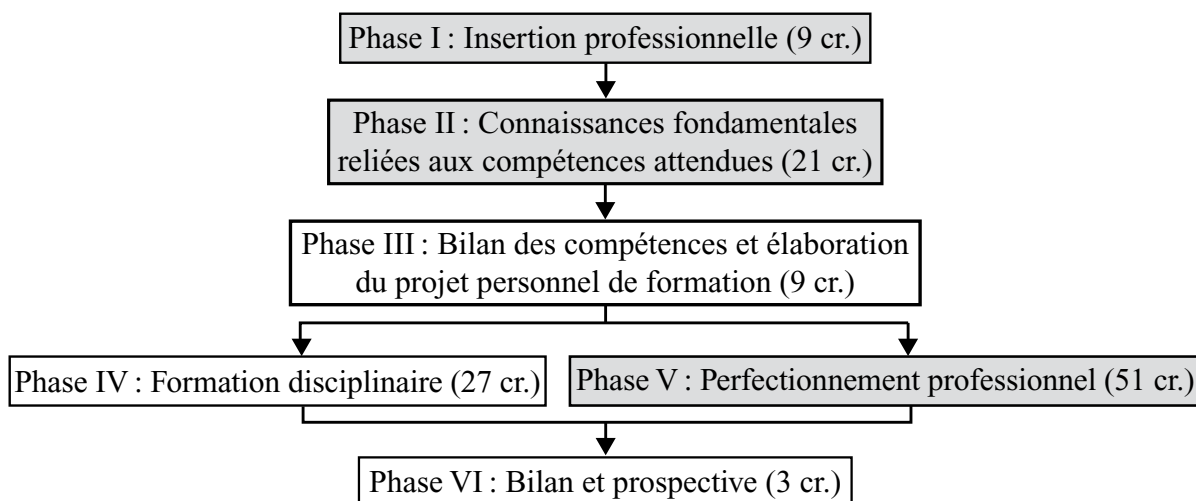 Phase I : Insertion professionnelle (9 cr.)
Phase II : Connaissances fondamentales
reliées aux compétences attendues (21 cr.)
Phase III : Bilan des compétences et élaboration
du projet personnel de formation (9 cr.)
Phase IV : Formation disciplinaire (27 cr.)
Phase V : Perfectionnement professionnel (51 cr.)
Phase VI : Bilan et prospective (3 cr.)